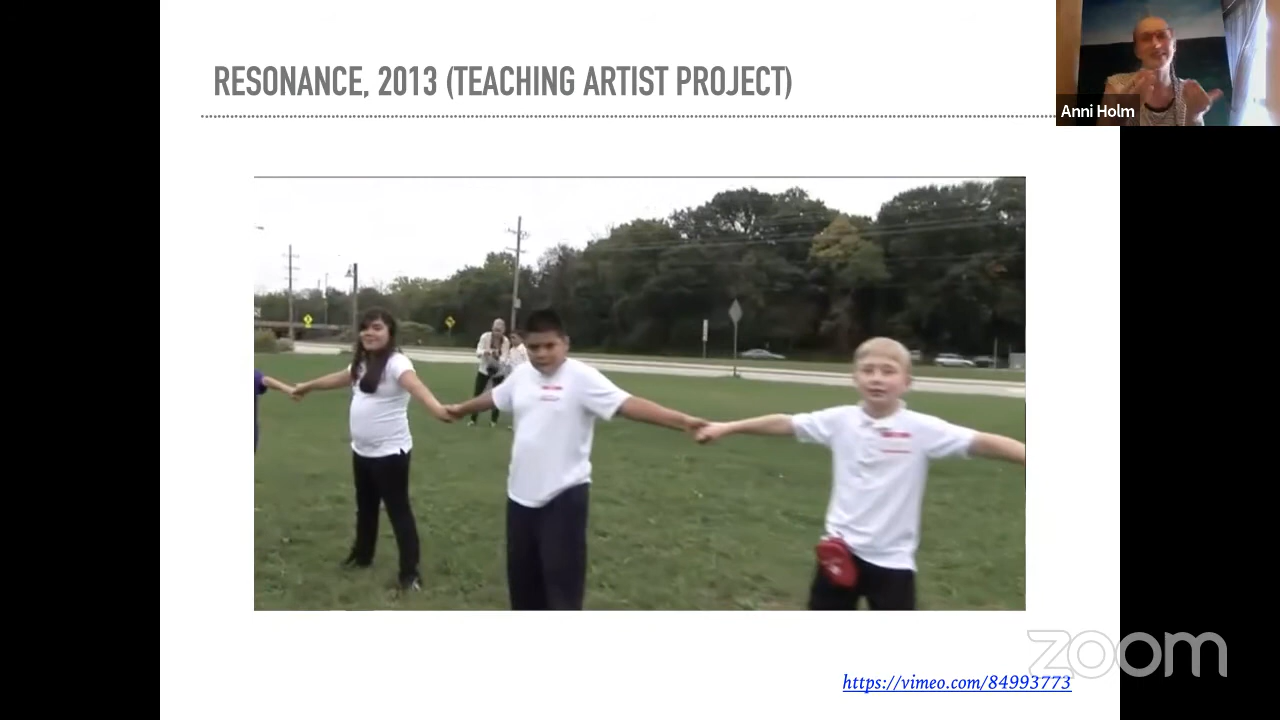 RESONANCE, 2013 (TEACHING ARTIST PROJECT)
Anni Holm
zoom
https://vimeo.com/84993773